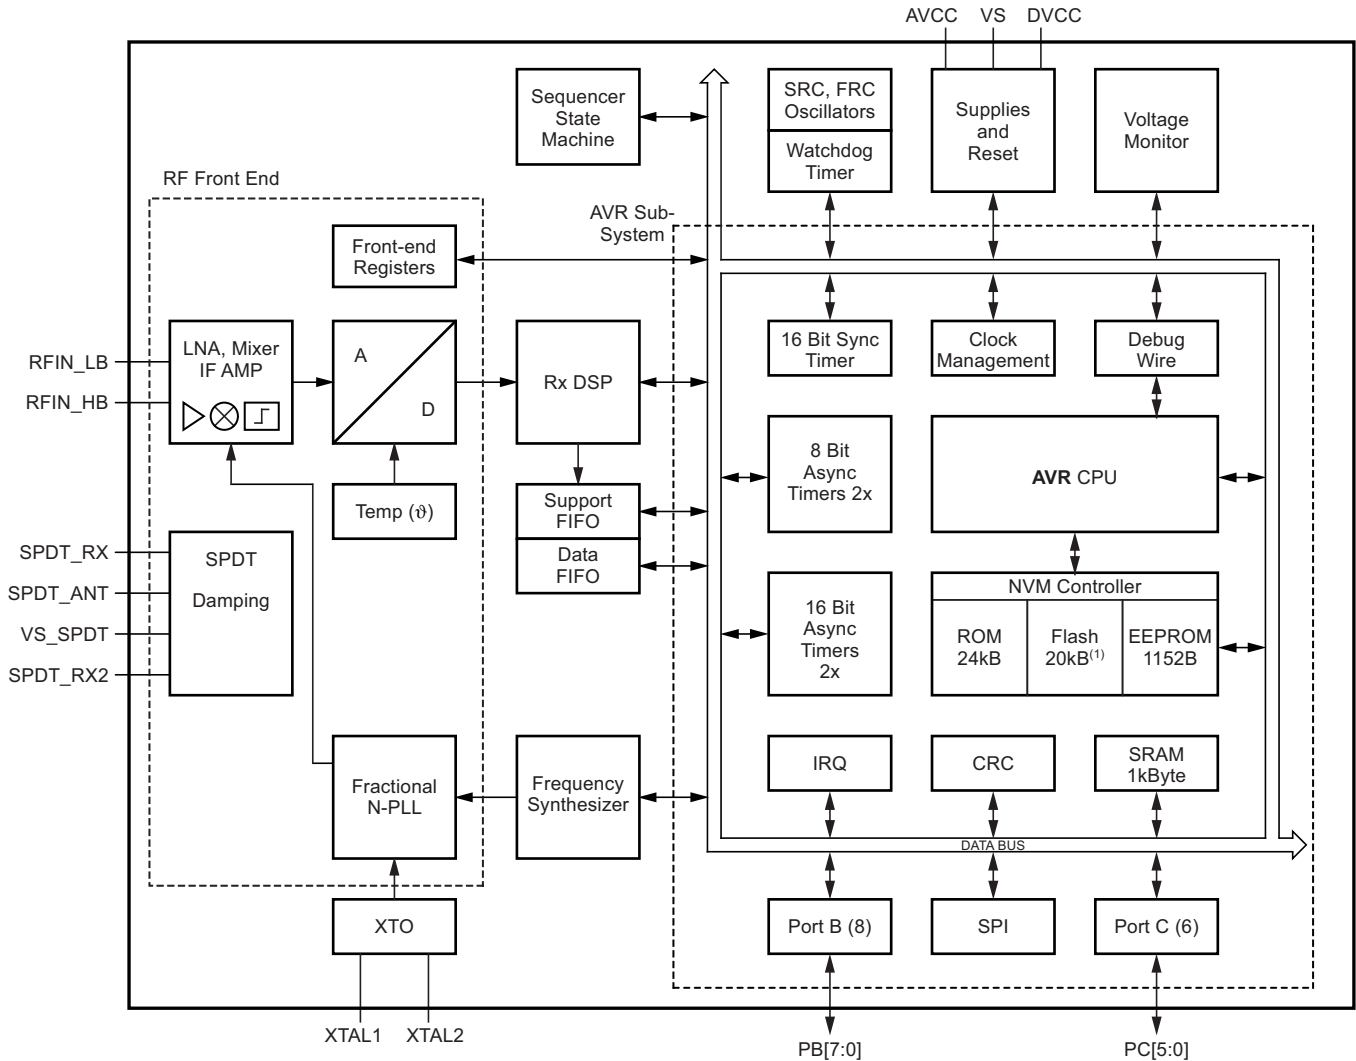 AVCC VS DVCC
Sequencer
State
Machine
SRC, FRC
Oscillators
Watchdog
Timer
Supplies
and
Reset
Voltage
Monitor
RF Front End
AVR Sub-
System
Front-end
Registers
LNA, Mixer
IF AMP
A
D
Rx DSP
16 Bit Sync
Timer
Clock
Management
Debug
Wire
RFIN_LB
RFIN_HB
8 Bit
Async
Timers 2x
AVR CPU
Temp (ϑ)
Support
FIFO
Data
FIFO
SPDT_RX
SPDT_ANT
VS_SPDT
SPDT_RX2
SPDT
Damping
16 Bit
Async
Timers
2x
NVM Controller
ROM
24kB
Flash
20kB(1)
EEPROM
1152B
Fractional
N-PLL
Frequency
Synthesizer
IRQ
CRC
SRAM
1kByte
DATA BUS
XTO
Port B (8)
SPI
Port C (6)
XTAL1 XTAL2
PB[7:0]
PC[5:0]